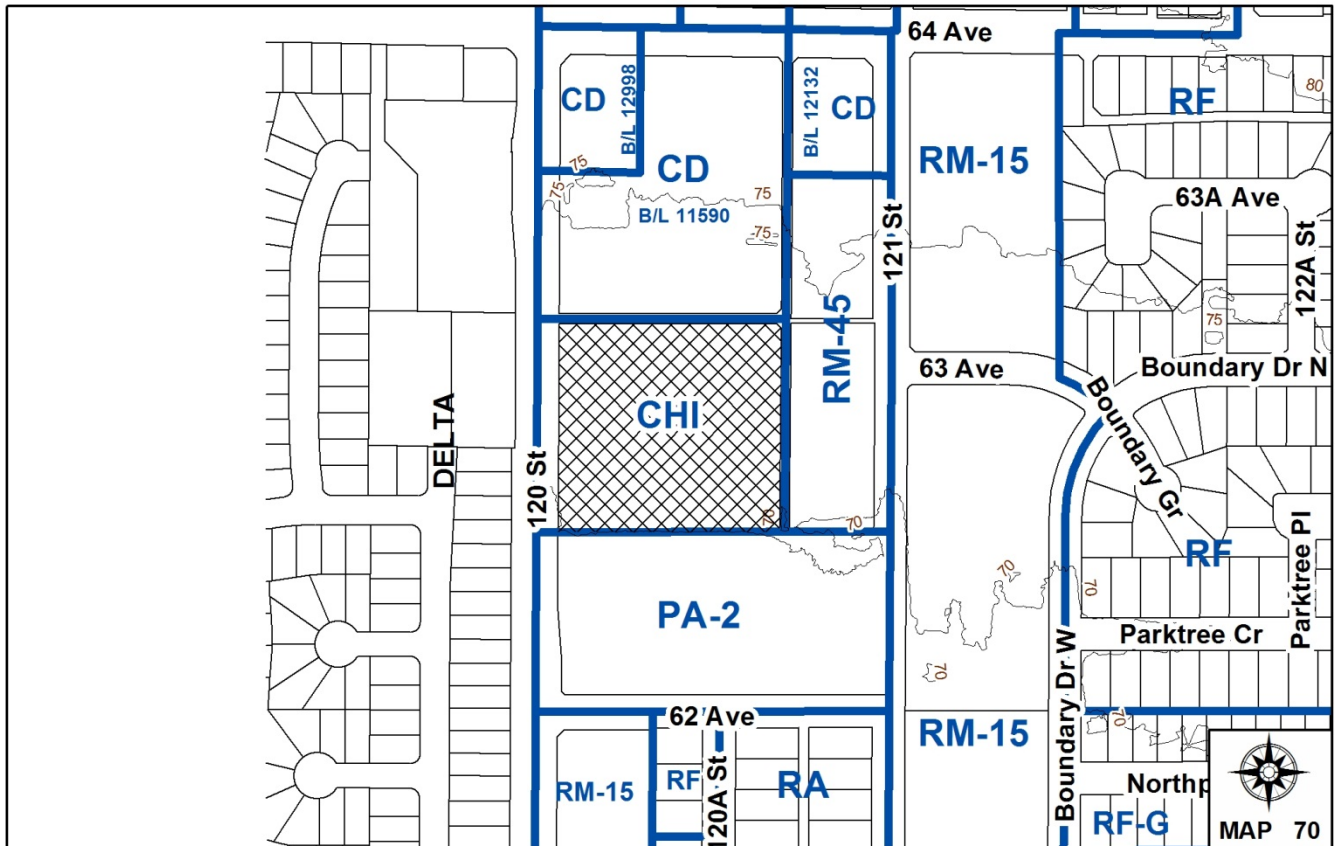 64 Ave
CD
B/L 12998
B/L 12132
CD
RF
80
RM-15
75
CD
75
75
B/L 11590
75
63A Ave
121 St
122A St
75
RM-45
63 Ave
Boundary Dr N
DELTA
CHI
Boundary Gr
120 St
70
70
RF
70
70
Parktree Pl
PA-2
Parktree Cr
70
Boundary Dr W
62 Ave
70
RM-15
RM-15
RF
120A St
RA
Northp
RF-G
MAP 70